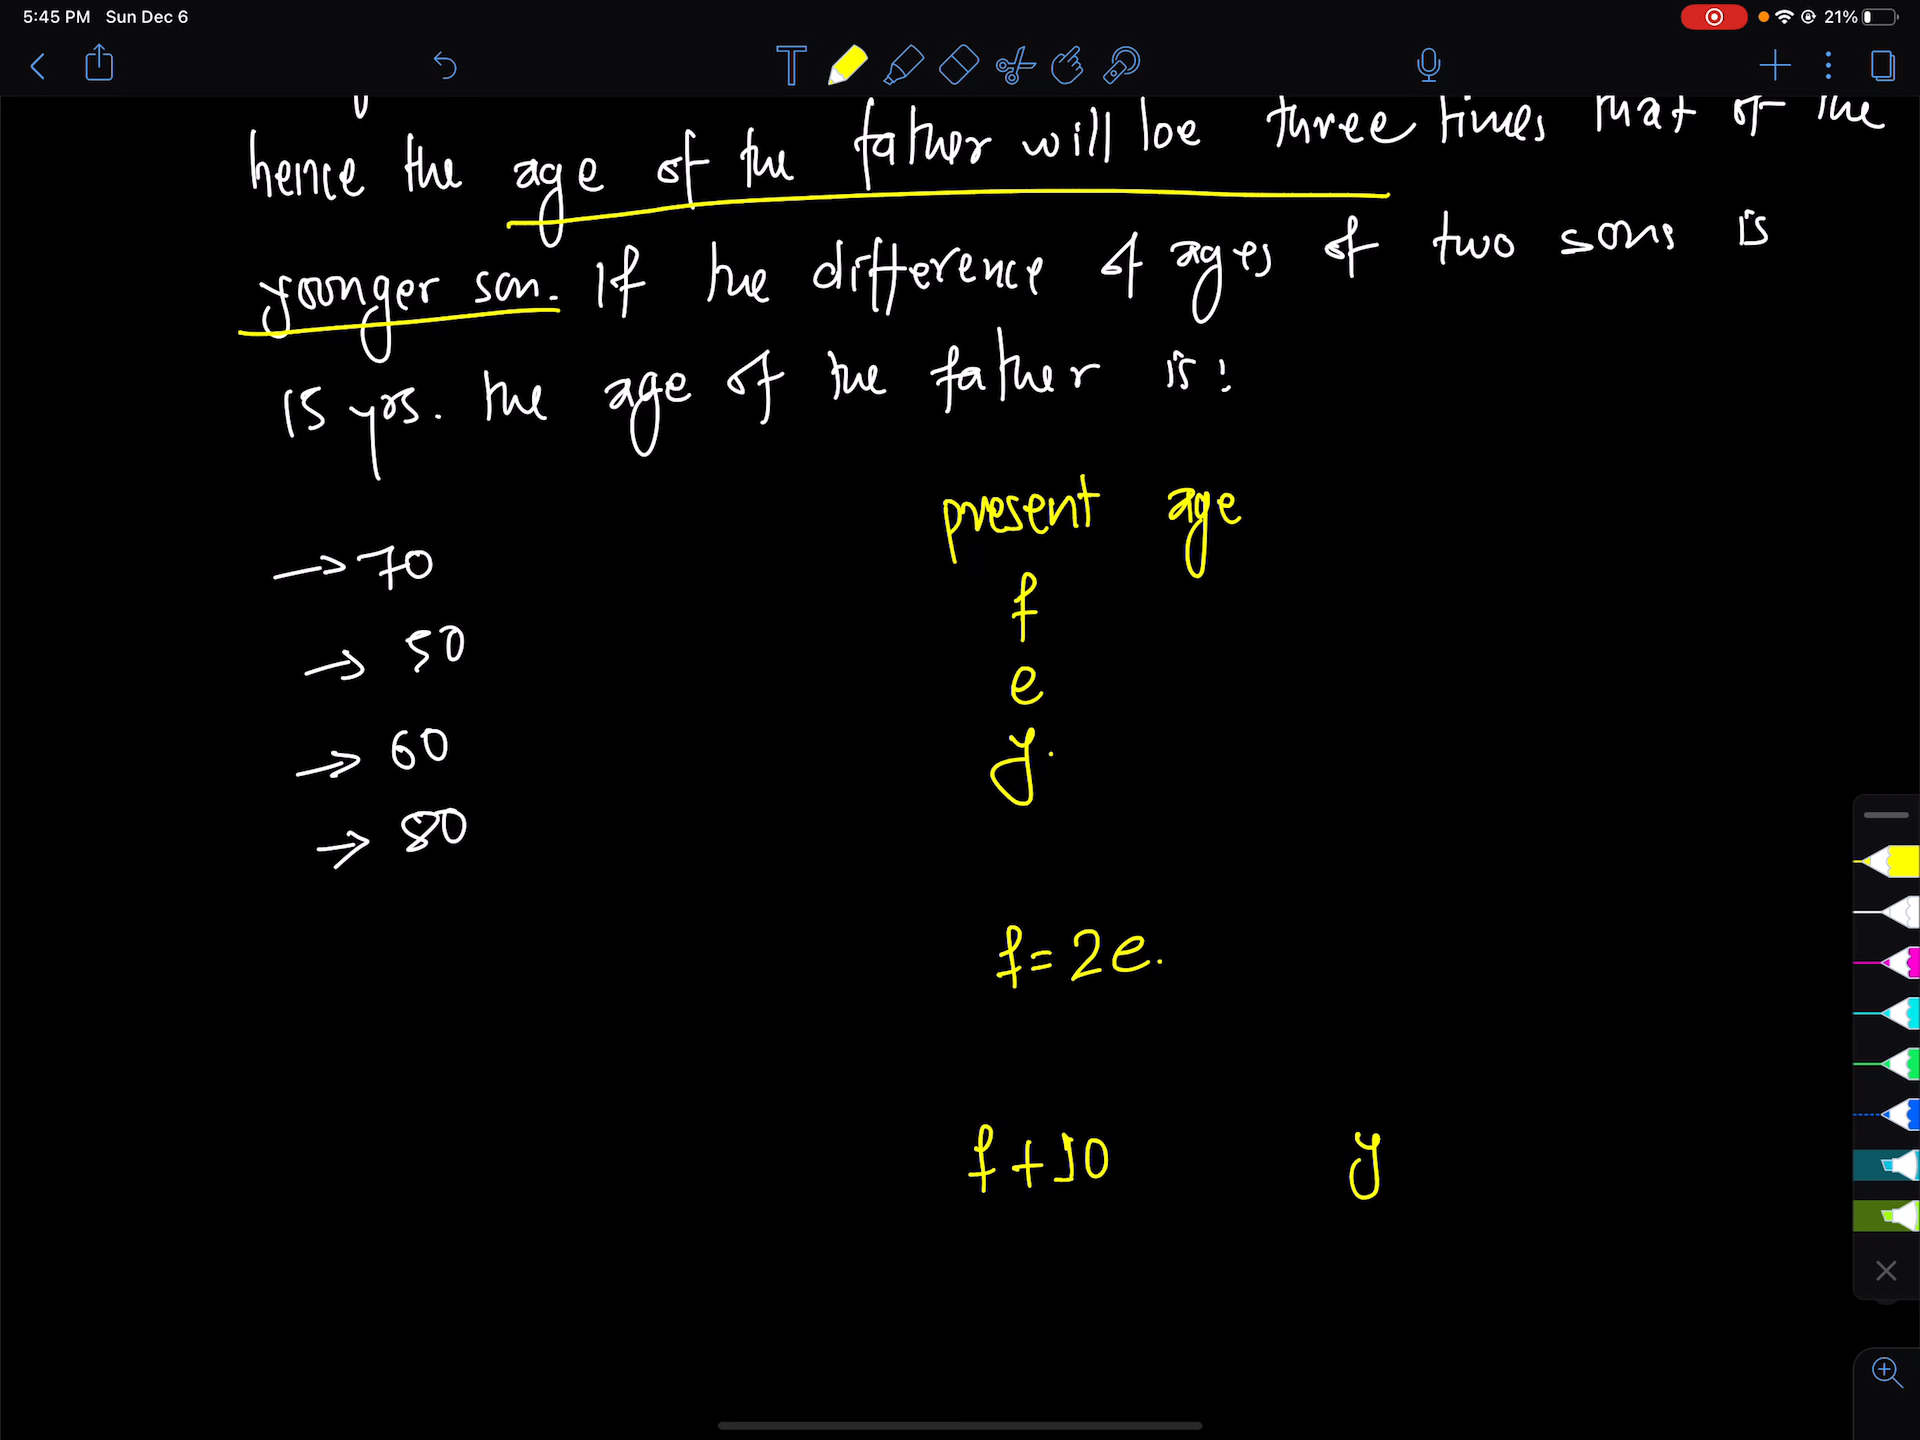 5:45 PM Sun Dec 6
21%
hence the age of the father will be three times that of the
younger son. If the difference of ages of two sons is
15 yrs. the age of the father is:
present age
→ 70
f
→ 50
e
→ 60
y.
→ 80
f = 2e.
f + 10 y